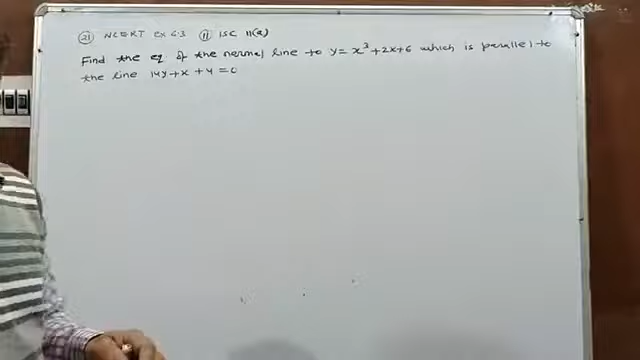 (21) NCERT EX 6.3 (11) ISC 11(a)
Find the eq of the normal line to y = x³ + 2x + 6 which is parallel to
the line 14y + x + 4 = 0